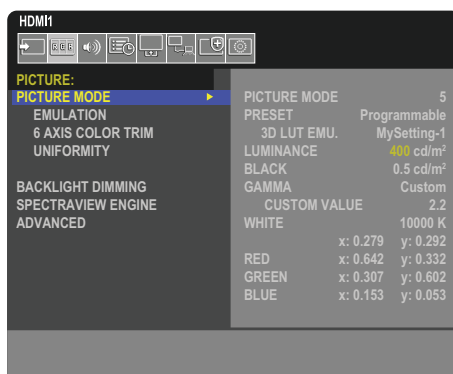 HDMI1
PICTURE:
PICTURE MODE
EMULATION
6 AXIS COLOR TRIM
UNIFORMITY
BACKLIGHT DIMMING
SPECTRAVIEW ENGINE
ADVANCED
PICTURE MODE 5
PRESET Programmable
3D LUT EMU. MySetting-1
LUMINANCE 400 cd/m²
BLACK 0.5 cd/m²
GAMMA Custom
CUSTOM VALUE 2.2
WHITE 10000 K
x: 0.279 y: 0.292
RED x: 0.642 y: 0.332
GREEN x: 0.307 y: 0.602
BLUE x: 0.153 y: 0.053